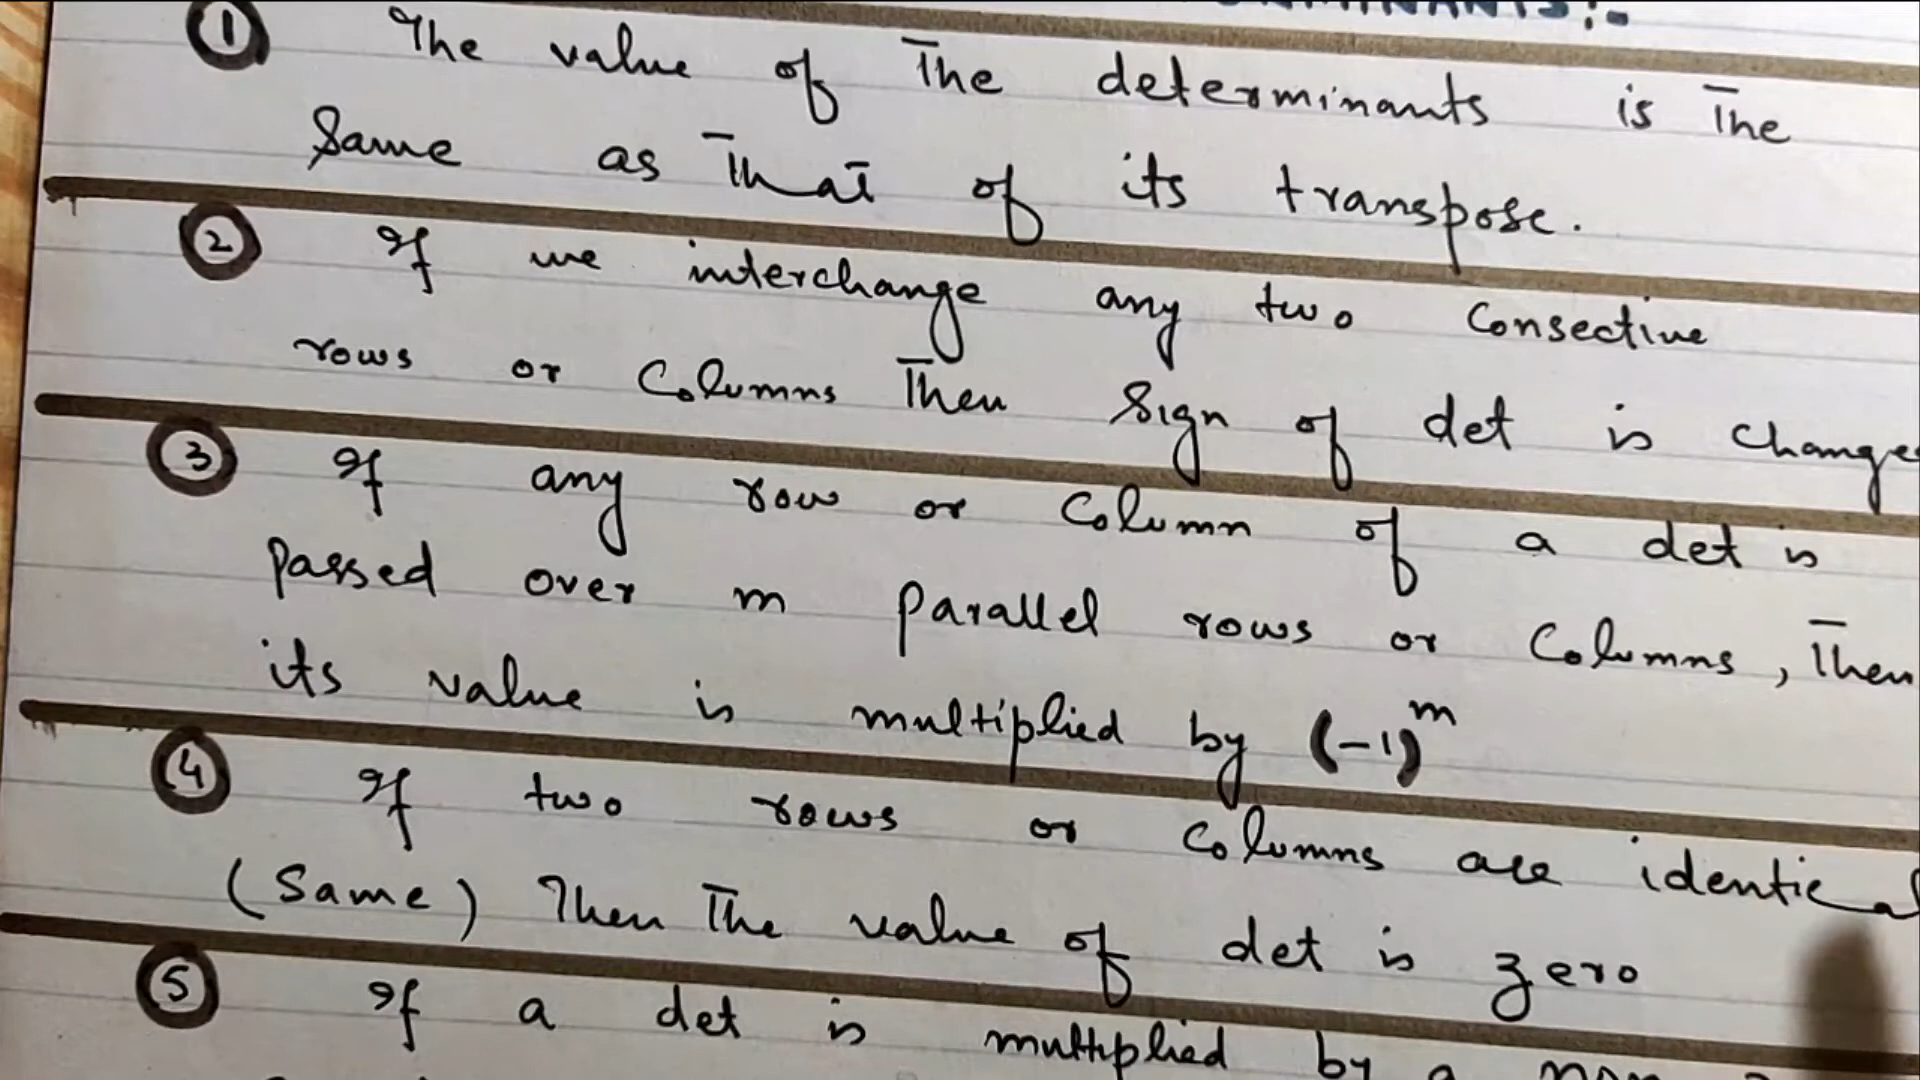 ① The value of The determinants is The
Same as That of its transpose.
② If we interchange any two Consective
rows or Columns Then Sign of det is change
③ If any row or Column of a det is
passed over m parallel rows or Columns, Then
its value is multiplied by (-1)^m
④ If two rows or Columns are identical
(Same) Then The value of det is zero
⑤ If a det is multiplied by a